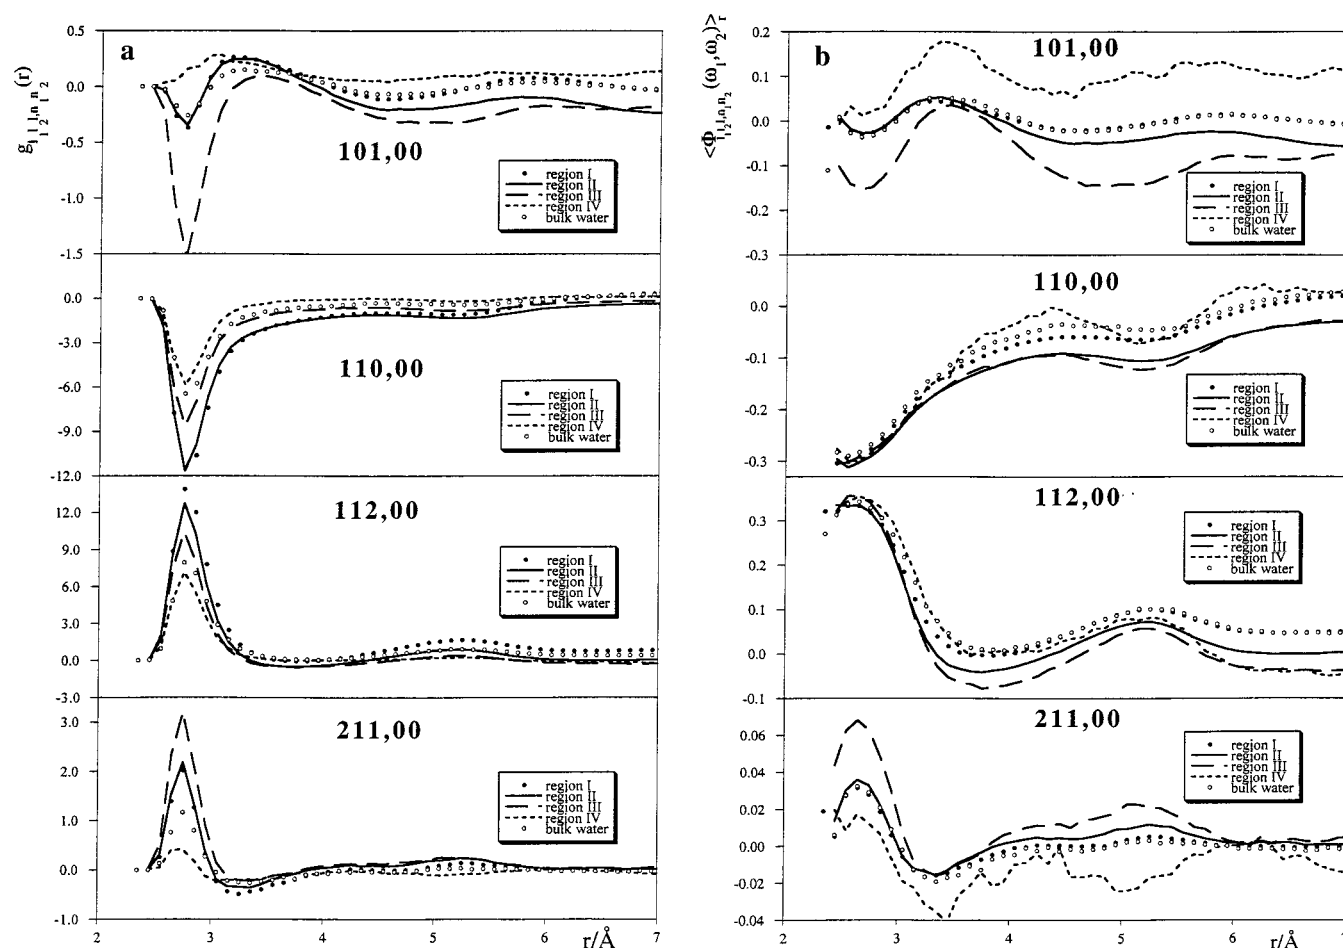 a
g l₁l₂l,n₁n₂ (r)
0.5
0.0
-0.5
-1.0
-1.5
101,00
region I
region II
region III
region IV
bulk water
0.0
-3.0
-6.0
-9.0
-12.0
110,00
region I
region II
region III
region IV
bulk water
12.0
9.0
6.0
3.0
0.0
-3.0
112,00
region I
region II
region III
region IV
bulk water
3.0
2.0
1.0
0.0
-1.0
211,00
region I
region II
region III
region IV
bulk water
2 3 4 5 6 7
r/Å
b
<Φ l₁l₂l,n₁n₂ (ω₁,ω₂)>r
0.2
0.1
0.0
-0.1
-0.2
-0.3
101,00
region I
region II
region III
region IV
bulk water
0.0
-0.1
-0.2
-0.3
110,00
region I
region II
region III
region IV
bulk water
0.3
0.2
0.1
0.0
-0.1
112,00
region I
region II
region III
region IV
bulk water
0.06
0.04
0.02
0.00
-0.02
-0.04
211,00
region I
region II
region III
region IV
bulk water
2 3 4 5 6
r/Å